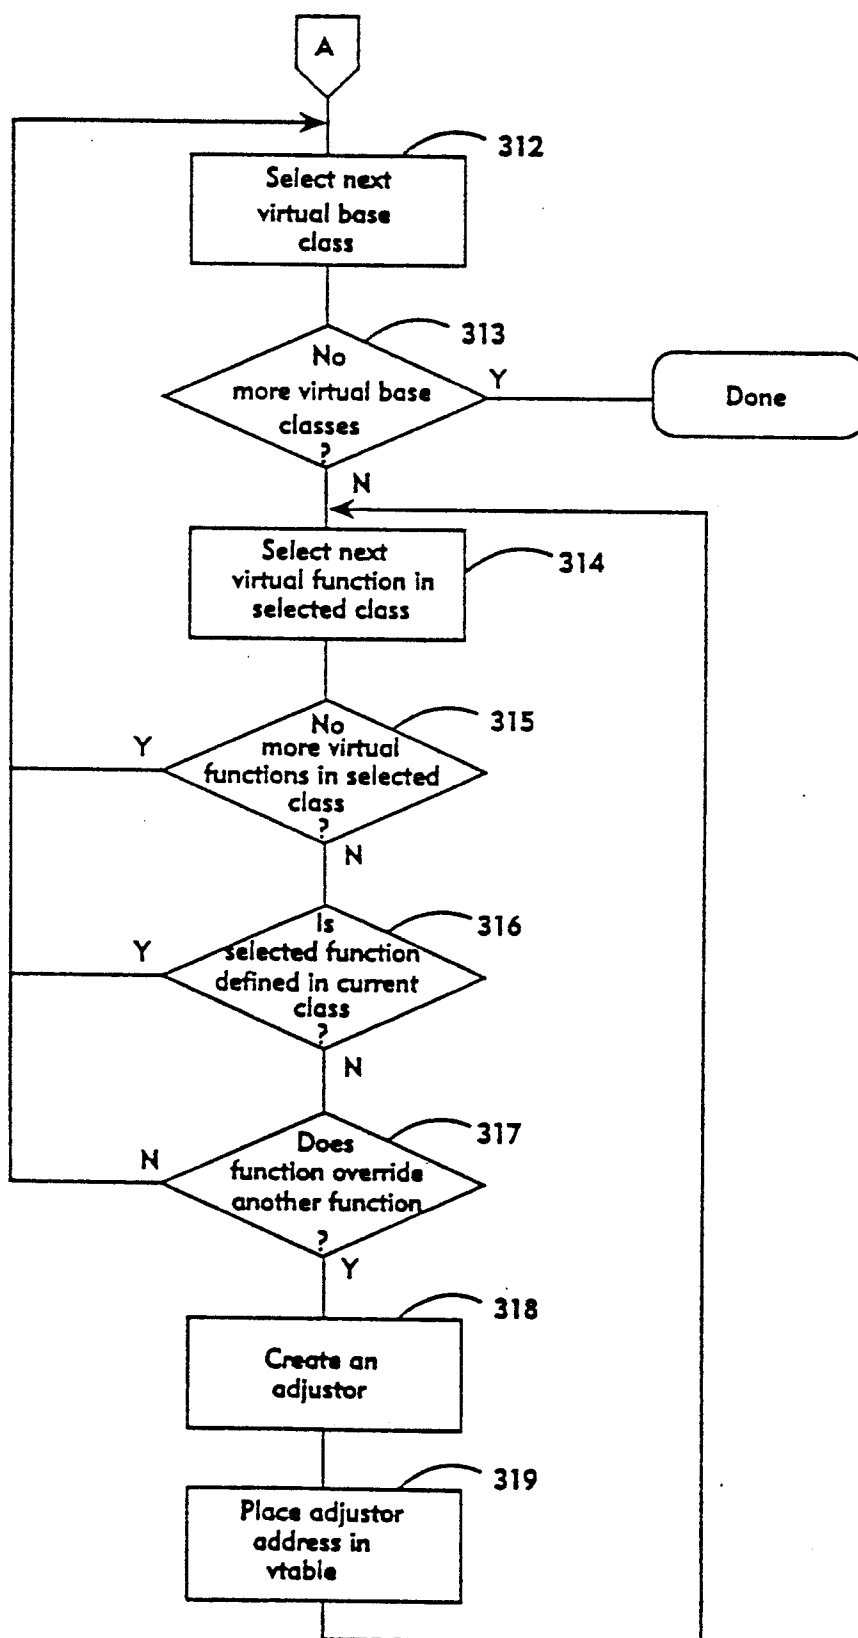 A
312
Select next
virtual base
class
313
No
more virtual base
classes
?
Y
Done
N
Select next
virtual function in
selected class
314
315
No
more virtual
functions in selected
class
?
Y
N
316
Is
selected function
defined in current
class
?
Y
N
317
Does
function override
another function
?
N
Y
318
Create an
adjustor
319
Place adjustor
address in
vtable